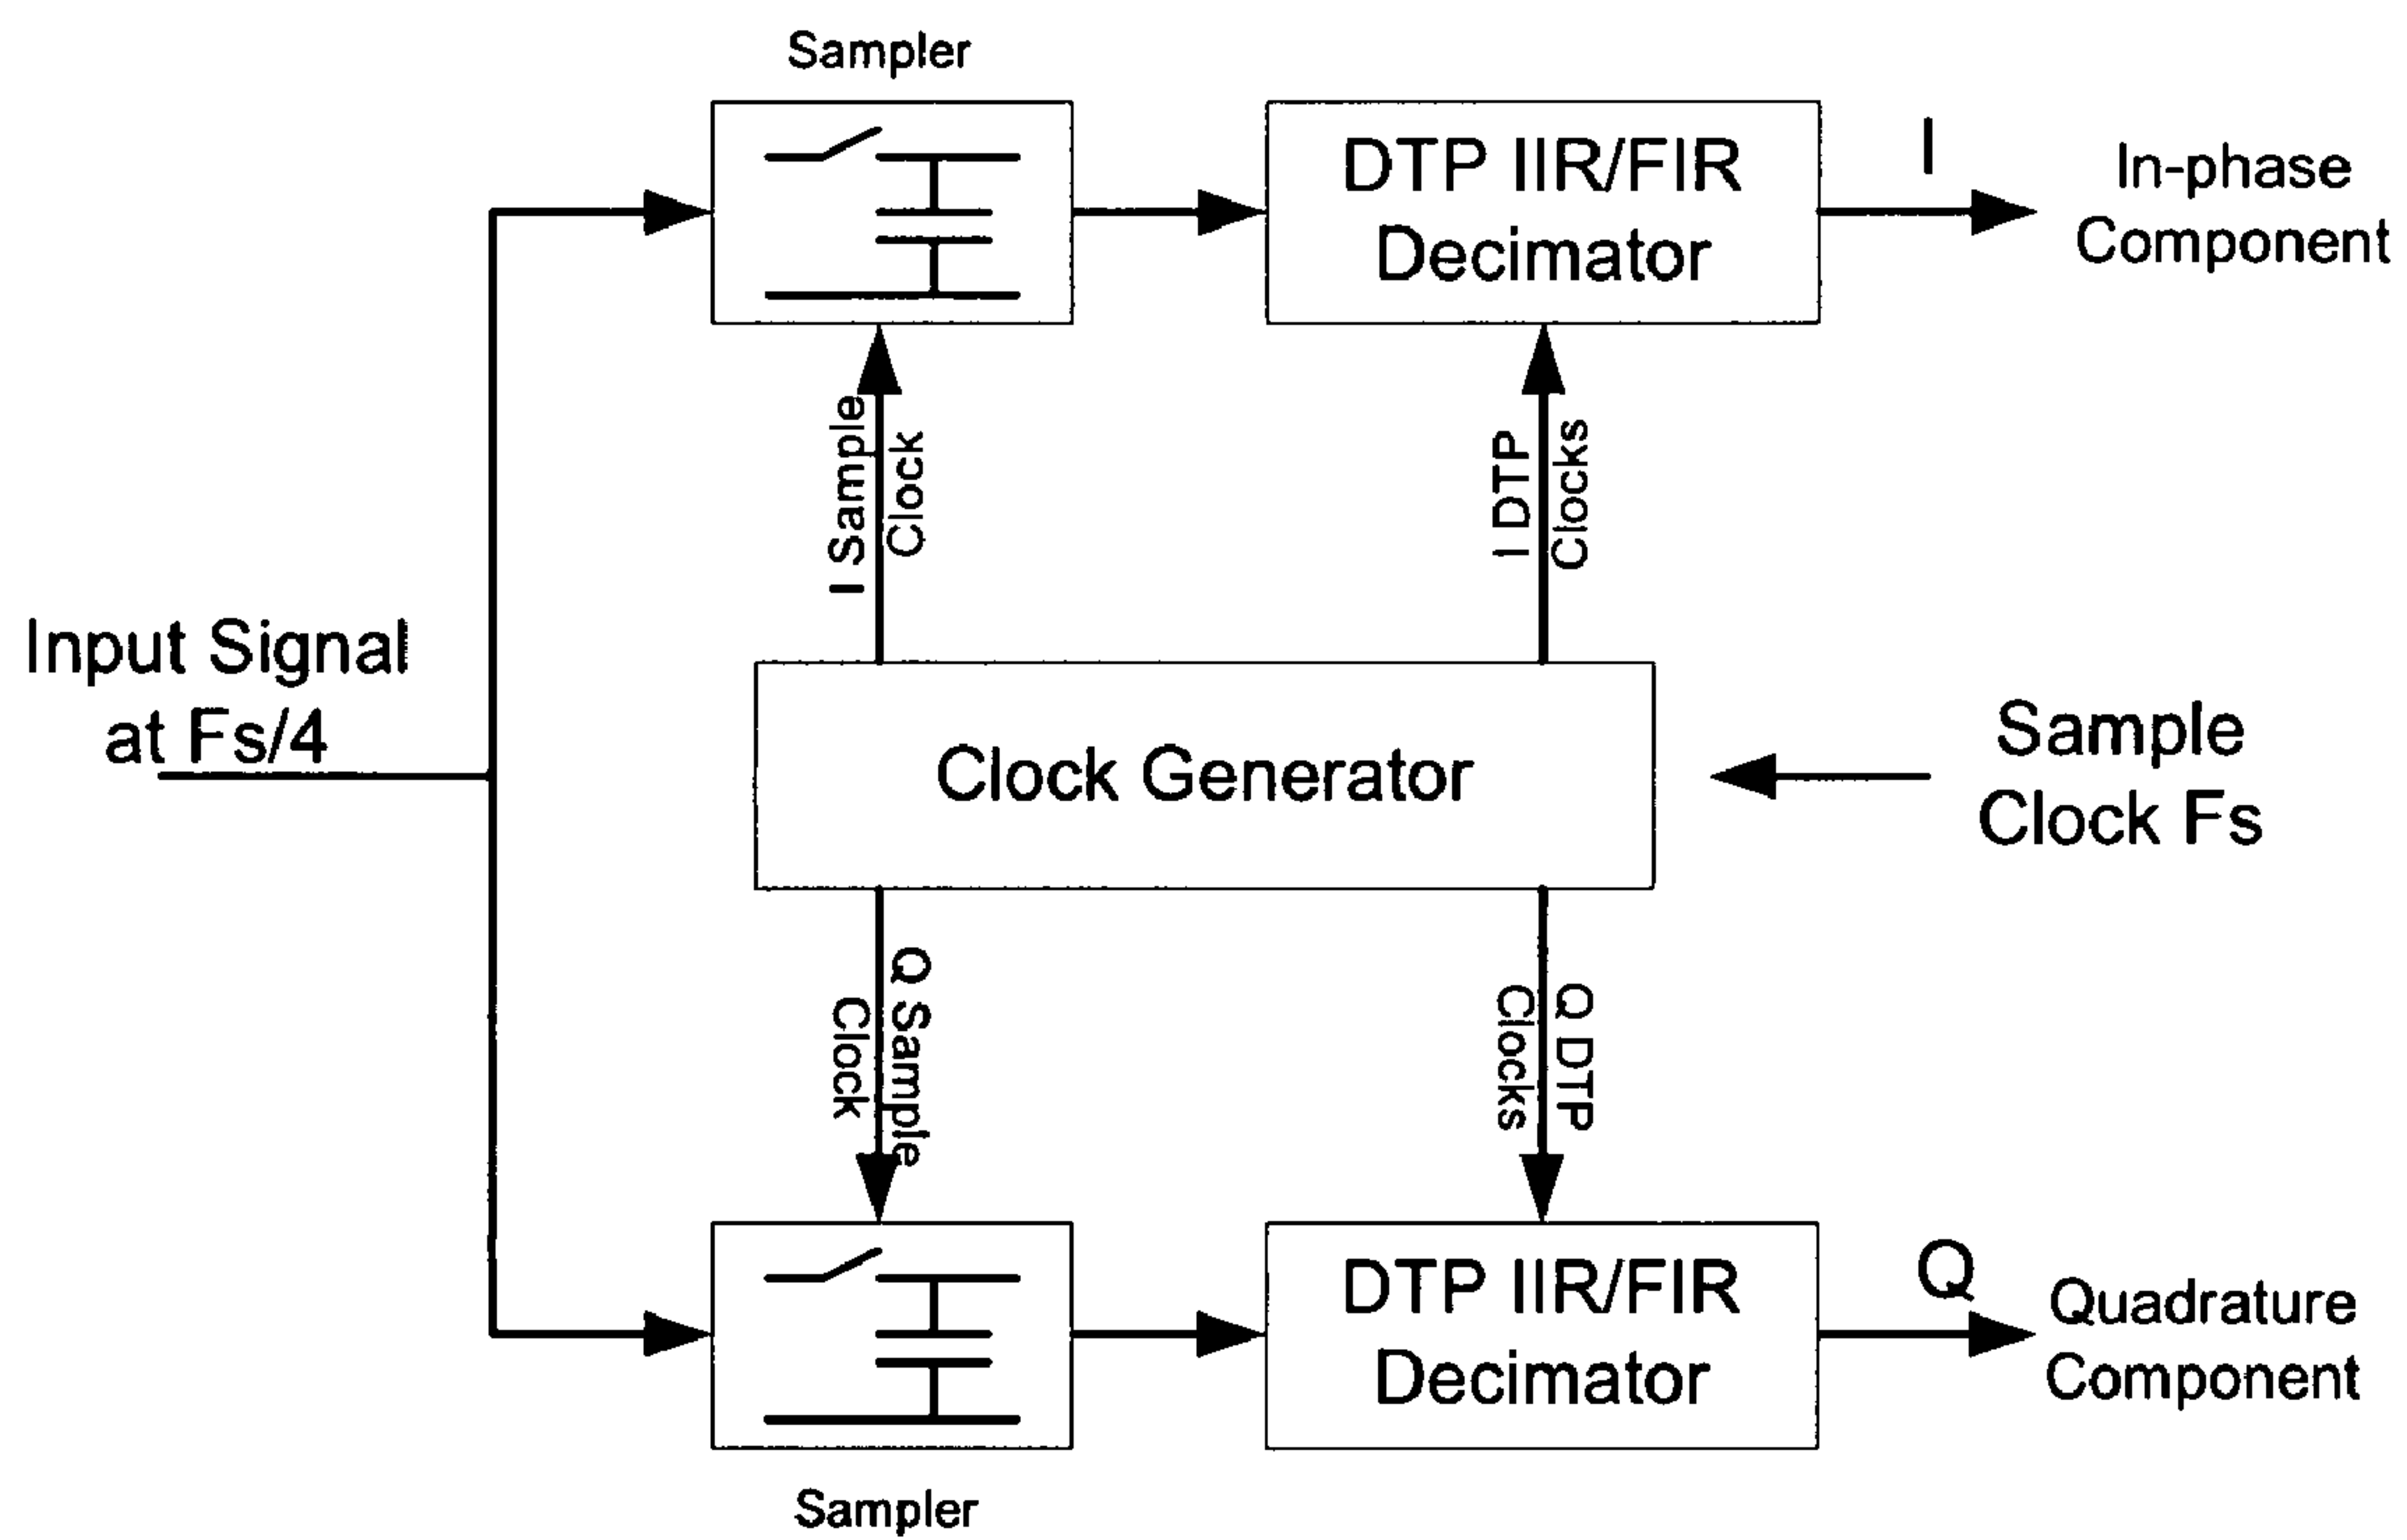 Sampler
DTP IIR/FIR
Decimator
I
In-phase
Component
I Sample
Clock
I DTP
Clocks
Input Signal
at Fs/4
Clock Generator
Sample
Clock Fs
Q Sample
Clock
Q DTP
Clocks
DTP IIR/FIR
Decimator
Q
Quadrature
Component
Sampler